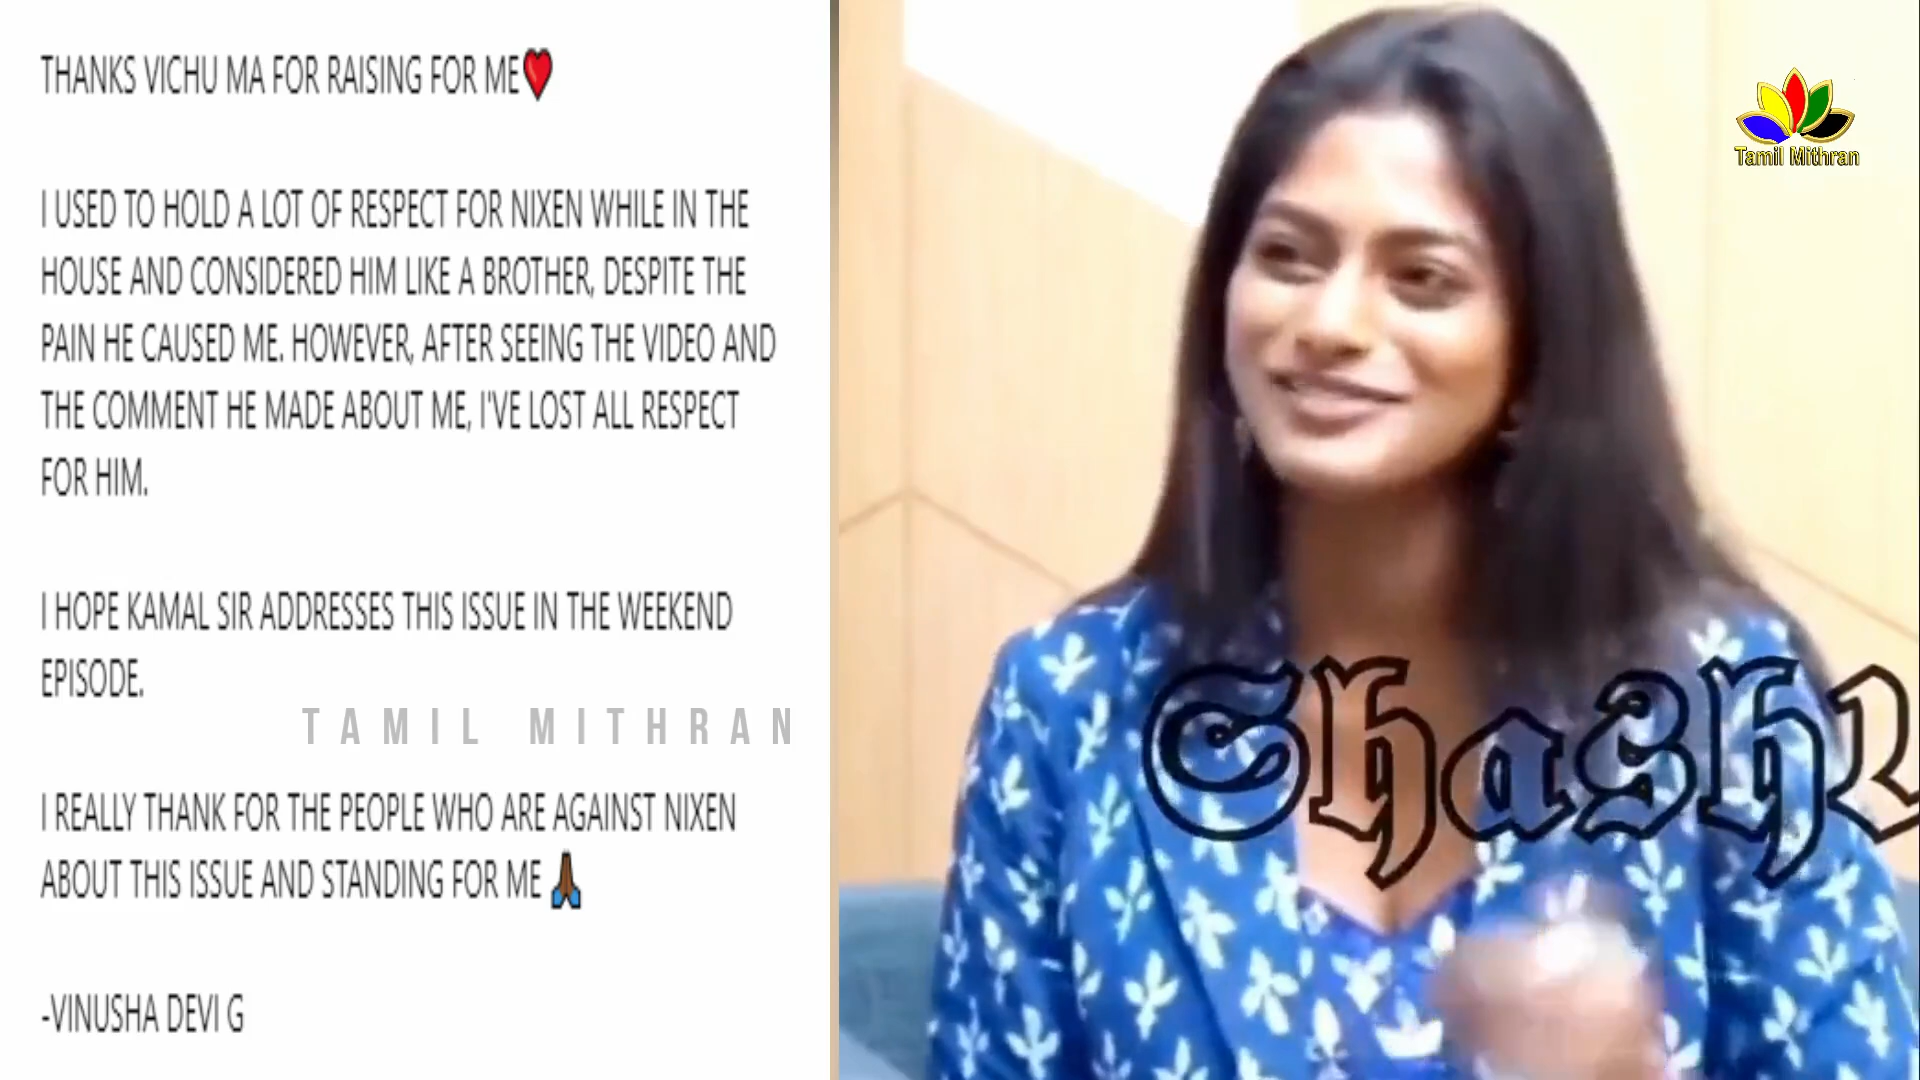 THANKS VICHU MA FOR RAISING FOR ME❤️
I USED TO HOLD A LOT OF RESPECT FOR NIXEN WHILE IN THE
HOUSE AND CONSIDERED HIM LIKE A BROTHER, DESPITE THE
PAIN HE CAUSED ME. HOWEVER, AFTER SEEING THE VIDEO AND
THE COMMENT HE MADE ABOUT ME, I'VE LOST ALL RESPECT
FOR HIM.
I HOPE KAMAL SIR ADDRESSES THIS ISSUE IN THE WEEKEND
EPISODE.
TAMIL MITHRAN
I REALLY THANK FOR THE PEOPLE WHO ARE AGAINST NIXEN
ABOUT THIS ISSUE AND STANDING FOR ME 🙏🏾
-VINUSHA DEVI G
Tamil Mithran